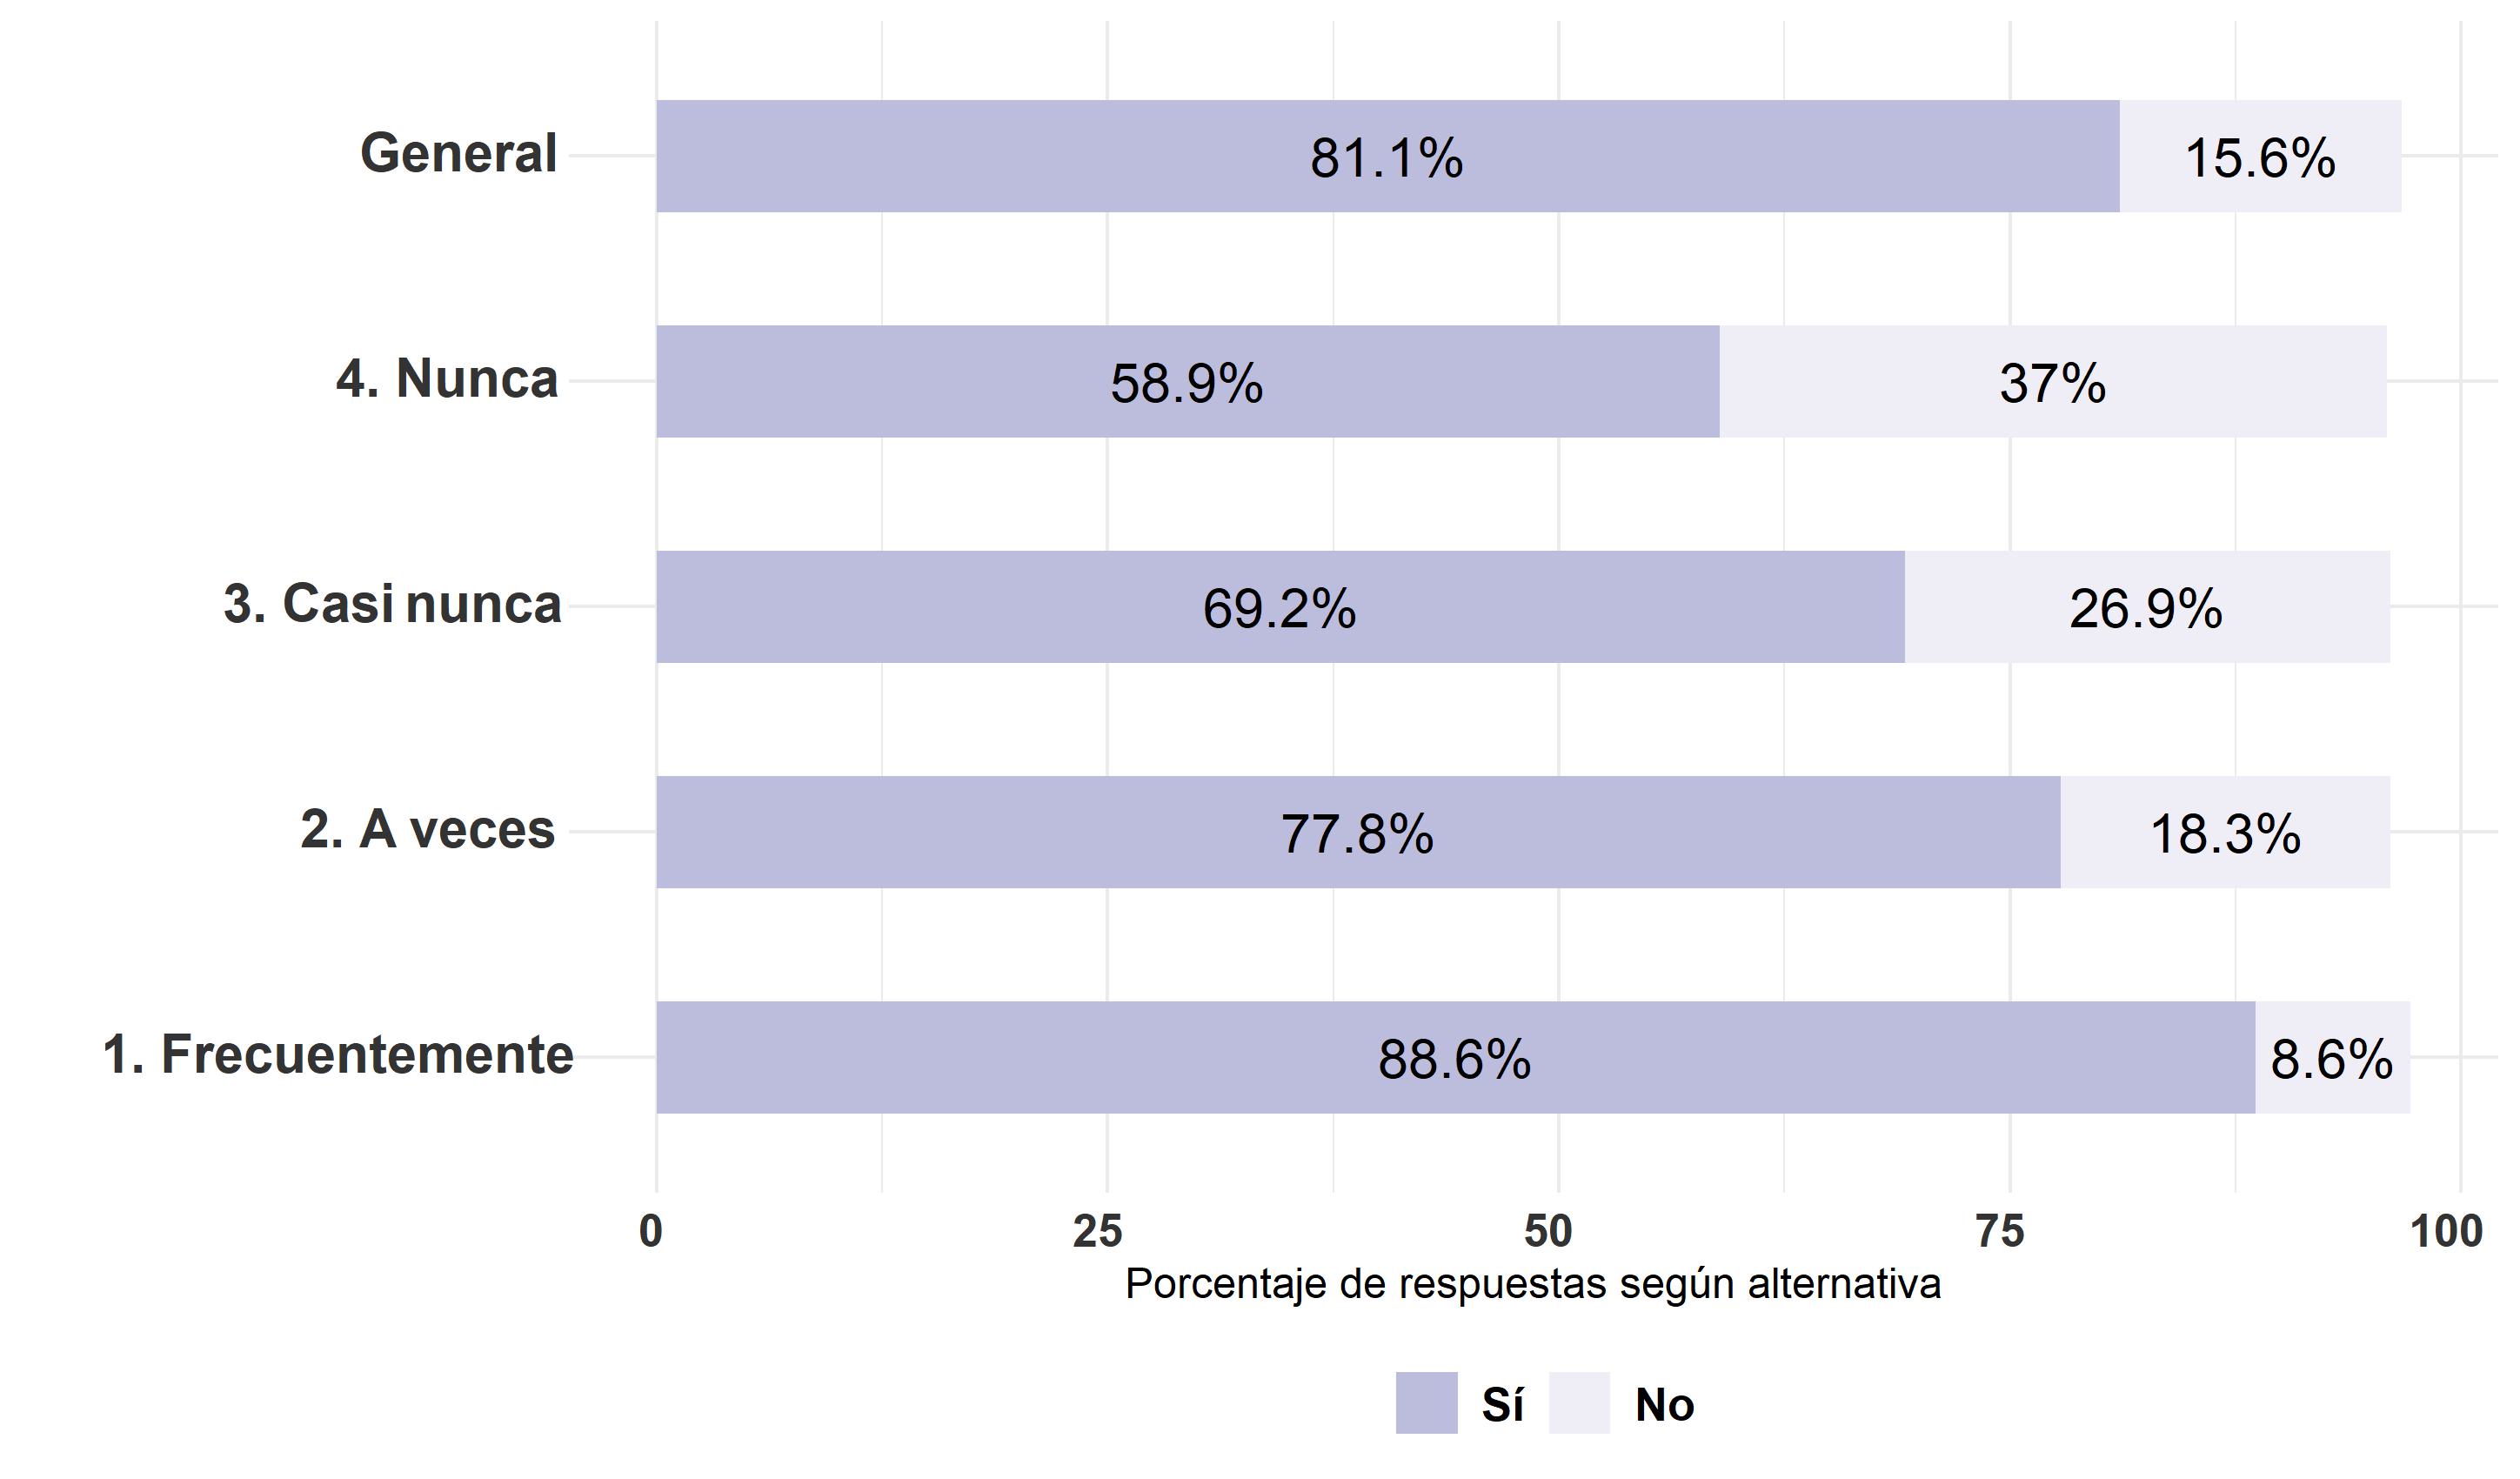 General 81.1% 15.6%
4. Nunca 58.9% 37%
3. Casi nunca 69.2% 26.9%
2. A veces 77.8% 18.3%
1. Frecuentemente 88.6% 8.6%
0 25 50 75 100
Porcentaje de respuestas según alternativa
Sí No